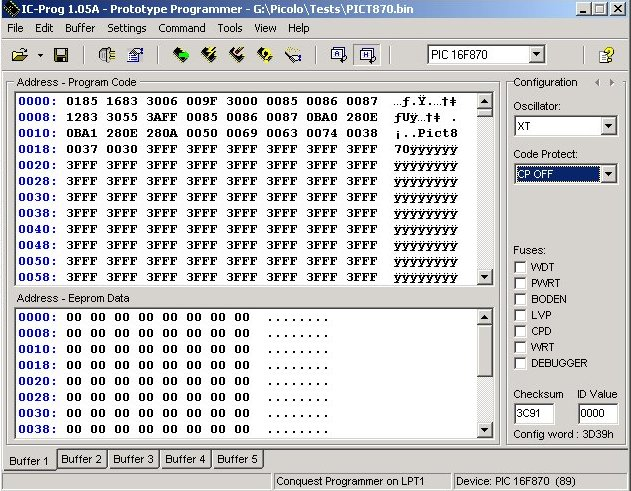 IC-Prog 1.05A - Prototype Programmer - G:\Picolo\Tests\PICT870.bin
File Edit Buffer Settings Command Tools View Help
PIC 16F870
Address - Program Code
0000: 0185 1683 3006 009F 3000 0085 0086 0087 …ƒ.Ÿ.…†‡
0008: 1283 3055 3AFF 0085 0086 0087 0BA0 280E ƒUÿ…†‡ .
0010: 0BA1 280E 280A 0050 0069 0063 0074 0038 ¡..Pict8
0018: 0037 0030 3FFF 3FFF 3FFF 3FFF 3FFF 3FFF 70ÿÿÿÿÿÿ
0020: 3FFF 3FFF 3FFF 3FFF 3FFF 3FFF 3FFF 3FFF ÿÿÿÿÿÿÿÿ
0028: 3FFF 3FFF 3FFF 3FFF 3FFF 3FFF 3FFF 3FFF ÿÿÿÿÿÿÿÿ
0030: 3FFF 3FFF 3FFF 3FFF 3FFF 3FFF 3FFF 3FFF ÿÿÿÿÿÿÿÿ
0038: 3FFF 3FFF 3FFF 3FFF 3FFF 3FFF 3FFF 3FFF ÿÿÿÿÿÿÿÿ
0040: 3FFF 3FFF 3FFF 3FFF 3FFF 3FFF 3FFF 3FFF ÿÿÿÿÿÿÿÿ
0048: 3FFF 3FFF 3FFF 3FFF 3FFF 3FFF 3FFF 3FFF ÿÿÿÿÿÿÿÿ
0050: 3FFF 3FFF 3FFF 3FFF 3FFF 3FFF 3FFF 3FFF ÿÿÿÿÿÿÿÿ
0058: 3FFF 3FFF 3FFF 3FFF 3FFF 3FFF 3FFF 3FFF ÿÿÿÿÿÿÿÿ
Address - Eeprom Data
0000: 00 00 00 00 00 00 00 00 ........
0008: 00 00 00 00 00 00 00 00 ........
0010: 00 00 00 00 00 00 00 00 ........
0018: 00 00 00 00 00 00 00 00 ........
0020: 00 00 00 00 00 00 00 00 ........
0028: 00 00 00 00 00 00 00 00 ........
0030: 00 00 00 00 00 00 00 00 ........
0038: 00 00 00 00 00 00 00 00 ........
Configuration
Oscillator:
XT
Code Protect:
CP OFF
Fuses:
WDT
PWRT
BODEN
LVP
CPD
WRT
DEBUGGER
Checksum ID Value
3C91 0000
Config word : 3D39h
Buffer 1 Buffer 2 Buffer 3 Buffer 4 Buffer 5
Conquest Programmer on LPT1 Device: PIC 16F870 (89)